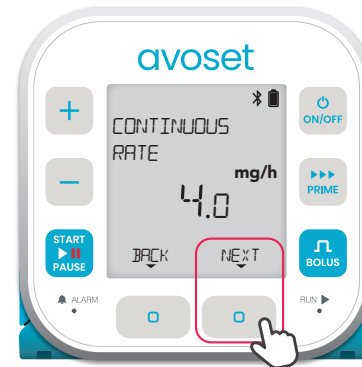 avoset
ON/OFF
CONTINUOUS
RATE
mg/h
4.0
PRIME
START
PAUSE
BACK
NEXT
BOLUS
ALARM
RUN